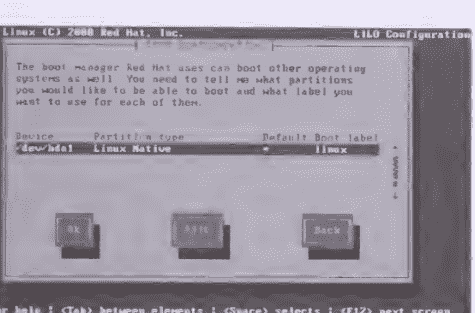 Linux (C) 2000 Red Hat, Inc. LILO Configuration
The boot manager Red Hat uses can boot other operating
systems as well. You need to tell me what partitions
you would like to be able to boot and what label you
want to use for each of them.
Device Partition type Default Boot label
/dev/hda1 Linux Native * linux
Ok Edit Back
help | <Tab> between elements | <Space> selects | <F12> next screen